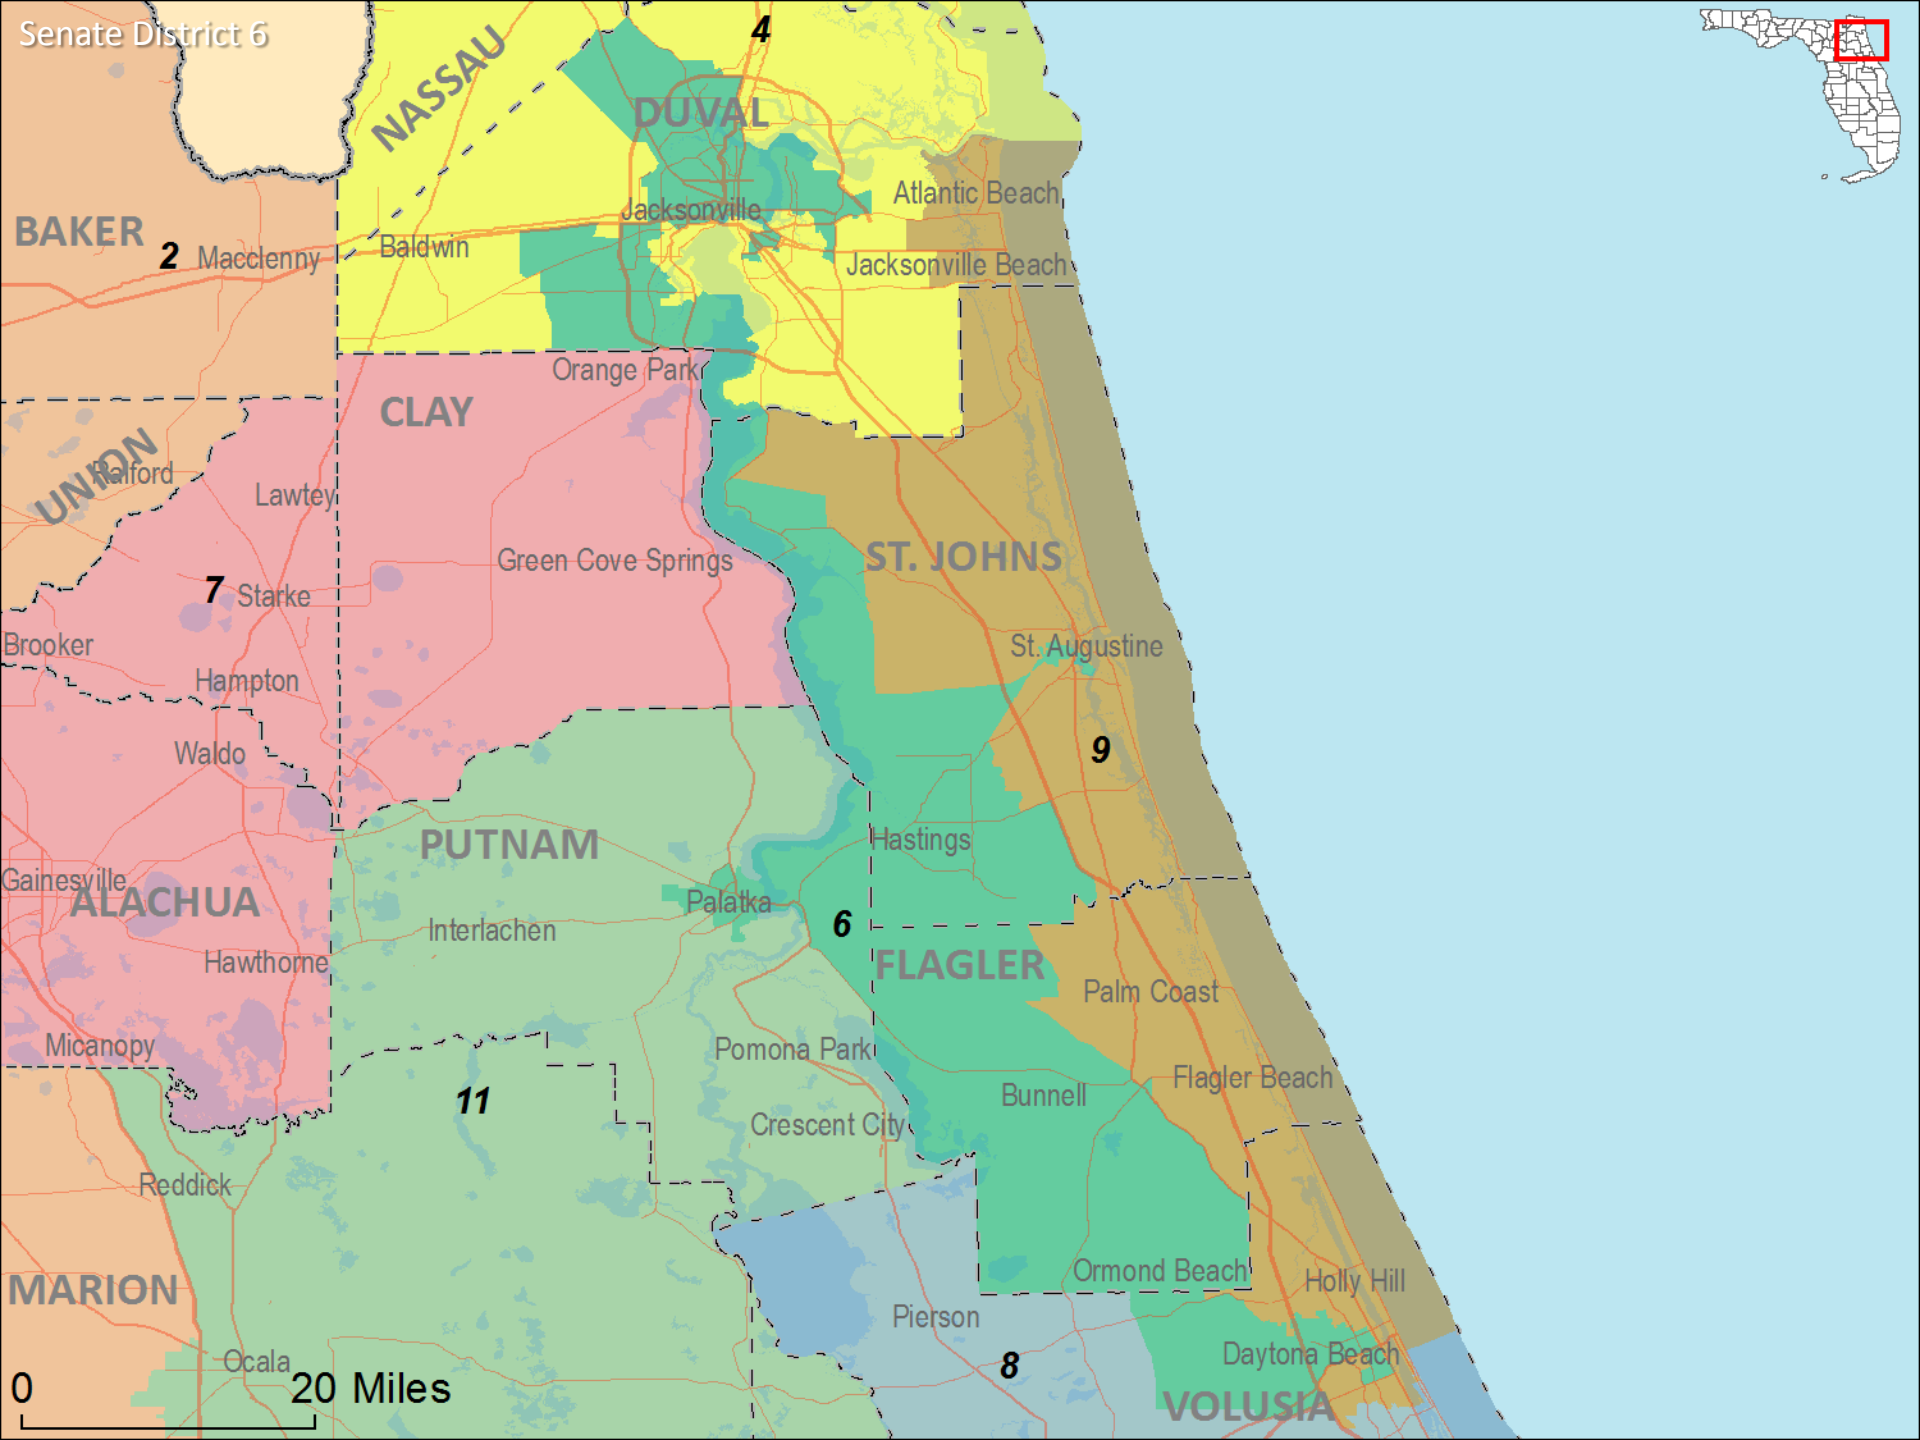 Senate District 6
4
NASSAU
DUVAL
Atlantic Beach
Jacksonville
BAKER
2
Macclenny
Baldwin
Jacksonville Beach
Orange Park
CLAY
UNION
Raiford
Lawtey
Green Cove Springs
ST. JOHNS
7
Starke
Brooker
St. Augustine
Hampton
Waldo
9
PUTNAM
Hastings
Gainesville
ALACHUA
Palatka
Interlachen
6
Hawthorne
FLAGLER
Palm Coast
Micanopy
Pomona Park
Flagler Beach
11
Bunnell
Crescent City
Reddick
MARION
Ormond Beach
Holly Hill
Pierson
Ocala
8
Daytona Beach
0 20 Miles
VOLUSIA